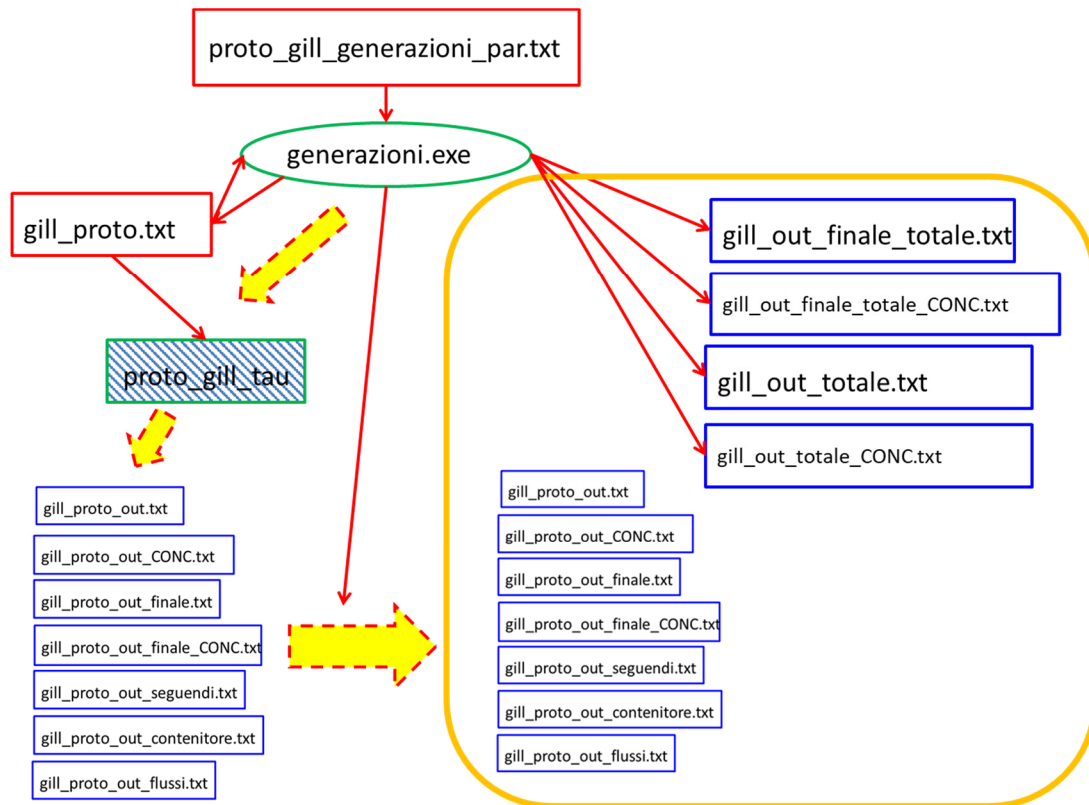 proto_gill_generazioni_par.txt
generazioni.exe
gill_proto.txt
proto_gill_tau
gill_out_finale_totale.txt
gill_out_finale_totale_CONC.txt
gill_out_totale.txt
gill_out_totale_CONC.txt
gill_proto_out.txt
gill_proto_out_CONC.txt
gill_proto_out_finale.txt
gill_proto_out_finale_CONC.txt
gill_proto_out_seguendi.txt
gill_proto_out_contenitore.txt
gill_proto_out_flussi.txt
gill_proto_out.txt
gill_proto_out_CONC.txt
gill_proto_out_finale.txt
gill_proto_out_finale_CONC.txt
gill_proto_out_seguendi.txt
gill_proto_out_contenitore.txt
gill_proto_out_flussi.txt